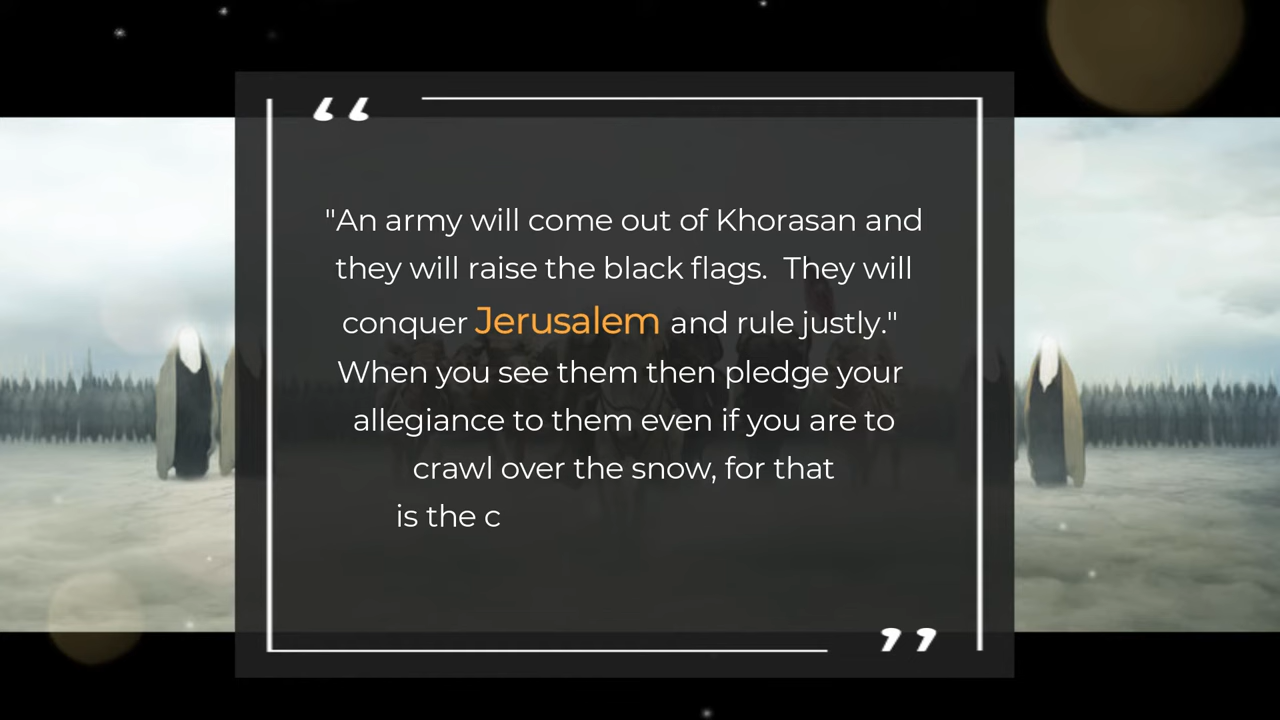 "An army will come out of Khorasan and
they will raise the black flags.  They will
conquer Jerusalem and rule justly."
When you see them then pledge your
allegiance to them even if you are to
crawl over the snow, for that
is the c